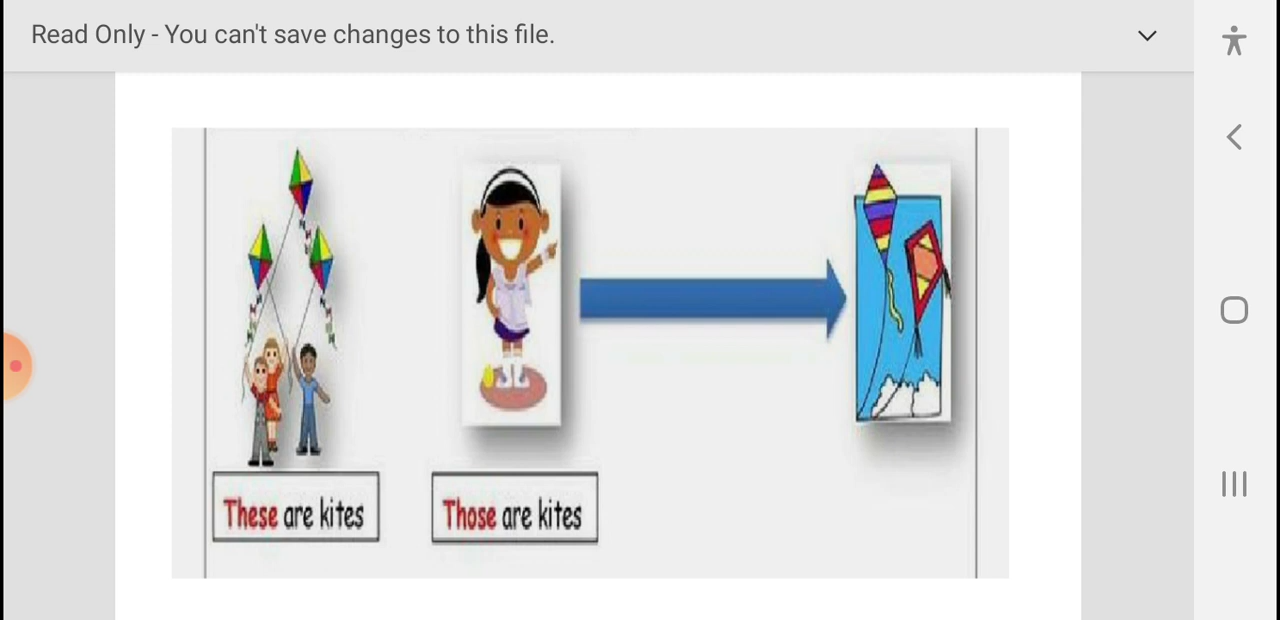 Read Only - You can't save changes to this file.
These are kites
Those are kites